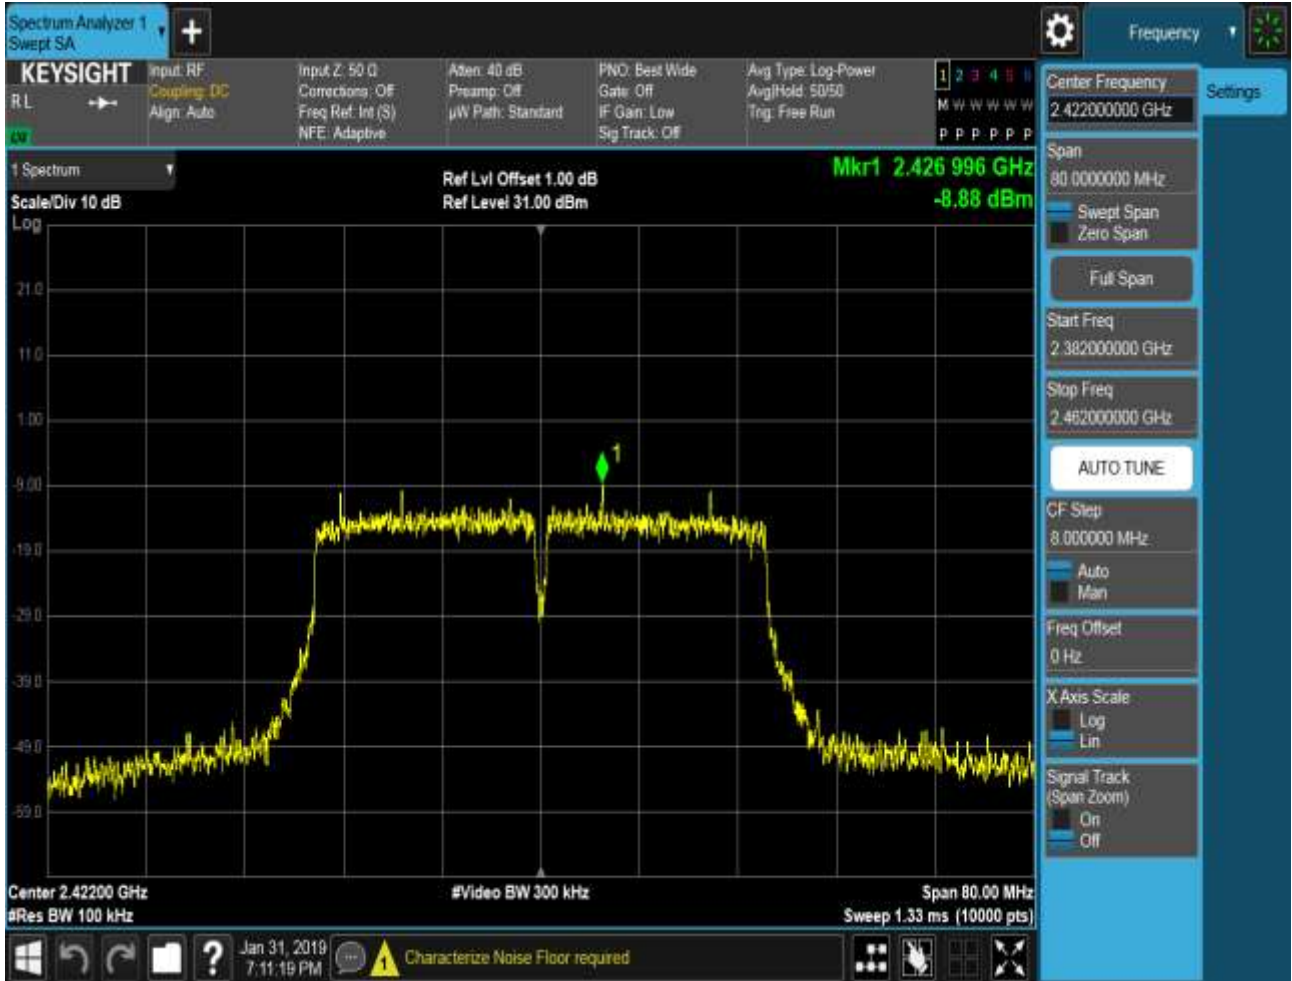 Spectrum Analyzer 1
Swept SA
Frequency
KEYSIGHT
RL
Input: RF
Coupling: DC
Align: Auto
Input Z: 50 Ω
Corrections: Off
Freq Ref: Int (S)
NFE: Adaptive
Atten: 40 dB
Preamp: Off
µW Path: Standard
PNO: Best Wide
Gate: Off
IF Gain: Low
Sig Track: Off
Avg Type: Log-Power
Avg|Hold: 50/50
Trig: Free Run
1 2 3 4 5 6
M W W W W W
P P P P P P
1 Spectrum
Scale/Div 10 dB
Log
Ref Lvl Offset 1.00 dB
Ref Level 31.00 dBm
Mkr1 2.426 996 GHz
-8.88 dBm
21.0
11.0
1.00
-9.00
-19.0
-29.0
-39.0
-49.0
-59.0
1
Center 2.42200 GHz
#Res BW 100 kHz
#Video BW 300 kHz
Span 80.00 MHz
Sweep 1.33 ms (10000 pts)
Center Frequency
2.422000000 GHz
Settings
Span
80.0000000 MHz
Swept Span
Zero Span
Full Span
Start Freq
2.382000000 GHz
Stop Freq
2.462000000 GHz
AUTO TUNE
CF Step
8.000000 MHz
Auto
Man
Freq Offset
0 Hz
X Axis Scale
Log
Lin
Signal Track
(Span Zoom)
On
Off
?
Jan 31, 2019
7:11:19 PM
1
Characterize Noise Floor required